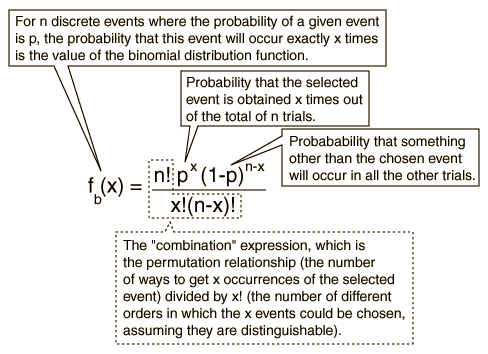 For n discrete events where the probability of a given event
is p, the probability that this event will occur exactly x times
is the value of the binomial distribution function.
Probability that the selected
event is obtained x times out
of the total of n trials.
Probabability that something
other than the chosen event
will occur in all the other trials.
f_b(x) = n! p^x (1-p)^{n-x}
x!(n-x)!
The "combination" expression, which is
the permutation relationship (the number
of ways to get x occurrences of the selected
event) divided by x! (the number of different
orders in which the x events could be chosen,
assuming they are distinguishable).